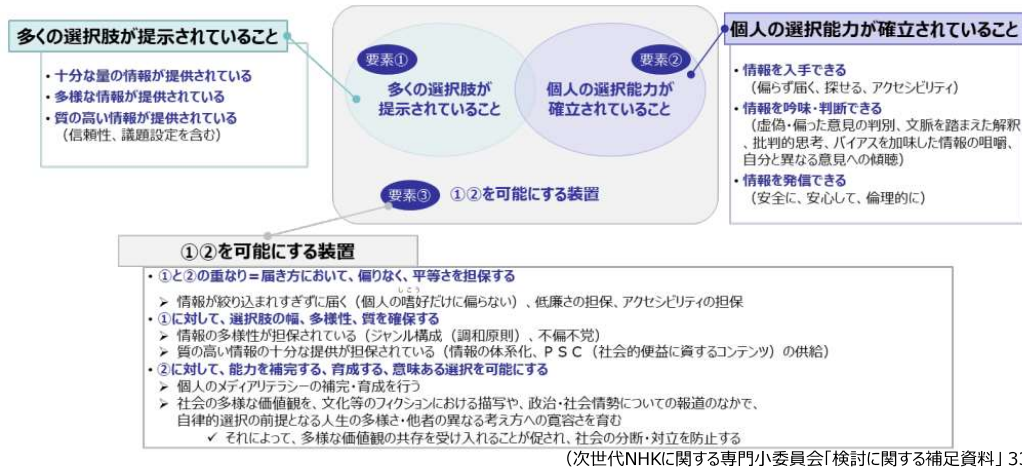 多くの選択肢が提示されていること
・十分な量の情報が提供されている
・多様な情報が提供されている
・質の高い情報が提供されている
（信頼性、議題設定を含む）
要素①
多くの選択肢が
提示されていること
要素②
個人の選択能力が
確立されていること
要素③ ①②を可能にする装置
個人の選択能力が確立されていること
・情報を入手できる
（偏らず届く、探せる、アクセシビリティ）
・情報を吟味・判断できる
（虚偽・偏った意見の判別、文脈を踏まえた解釈
、批判的思考、バイアスを加味した情報の咀嚼、
自分と異なる意見への傾聴）
・情報を発信できる
（安全に、安心して、倫理的に）
①②を可能にする装置
・①と②の重なり＝届き方において、偏りなく、平等さを担保する
しこう
➢ 情報が絞り込まれすぎずに届く（個人の嗜好だけに偏らない）、低廉さの担保、アクセシビリティの担保
・①に対して、選択肢の幅、多様性、質を確保する
➢ 情報の多様性が担保されている（ジャンル構成（調和原則）、不偏不党）
➢ 質の高い情報の十分な提供が担保されている（情報の体系化、ＰＳＣ（社会的便益に資するコンテンツ）の供給）
・②に対して、能力を補完する、育成する、意味ある選択を可能にする
➢ 個人のメディアリテラシーの補完・育成を行う
➢ 社会の多様な価値観を、文化等のフィクションにおける描写や、政治・社会情勢についての報道のなかで、
自律的選択の前提となる人生の多様さ・他者の異なる考え方への寛容さを育む
✓ それによって、多様な価値観の共存を受け入れることが促され、社会の分断・対立を防止する
（次世代NHKに関する専門小委員会「検討に関する補足資料」